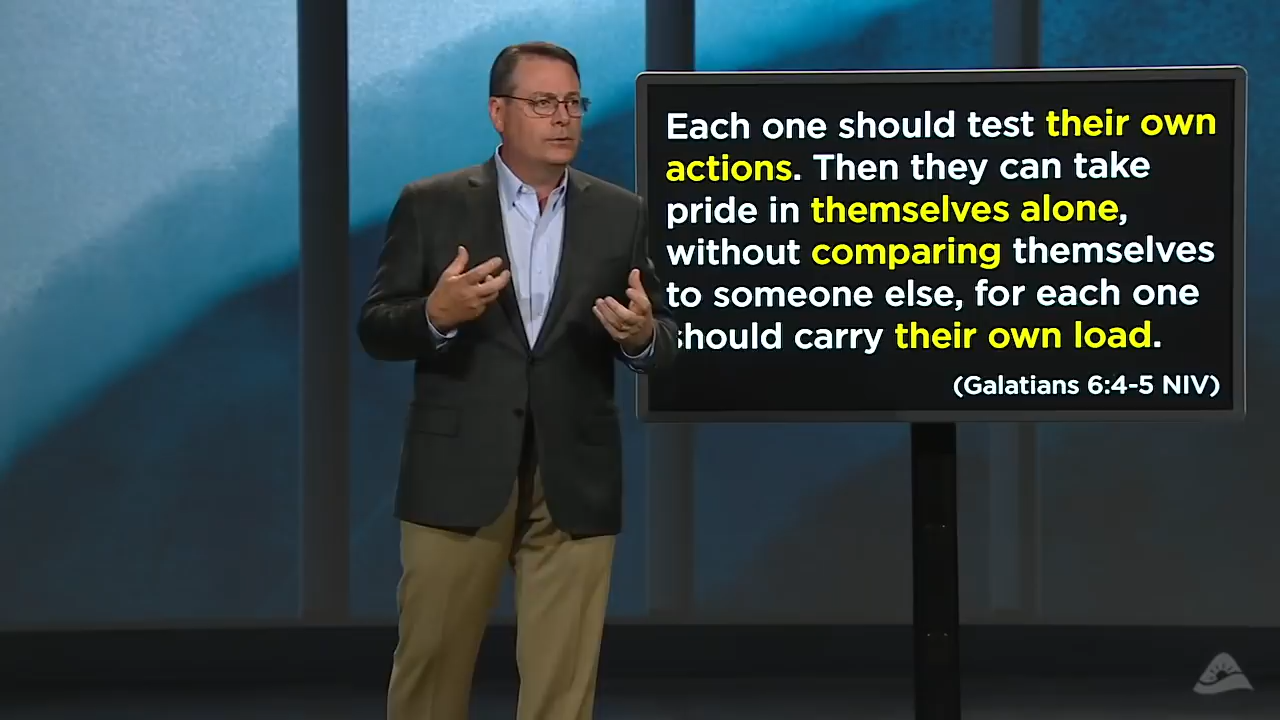 Each one should test their own
actions. Then they can take
pride in themselves alone,
without comparing themselves
to someone else, for each one
should carry their own load.
(Galatians 6:4-5 NIV)